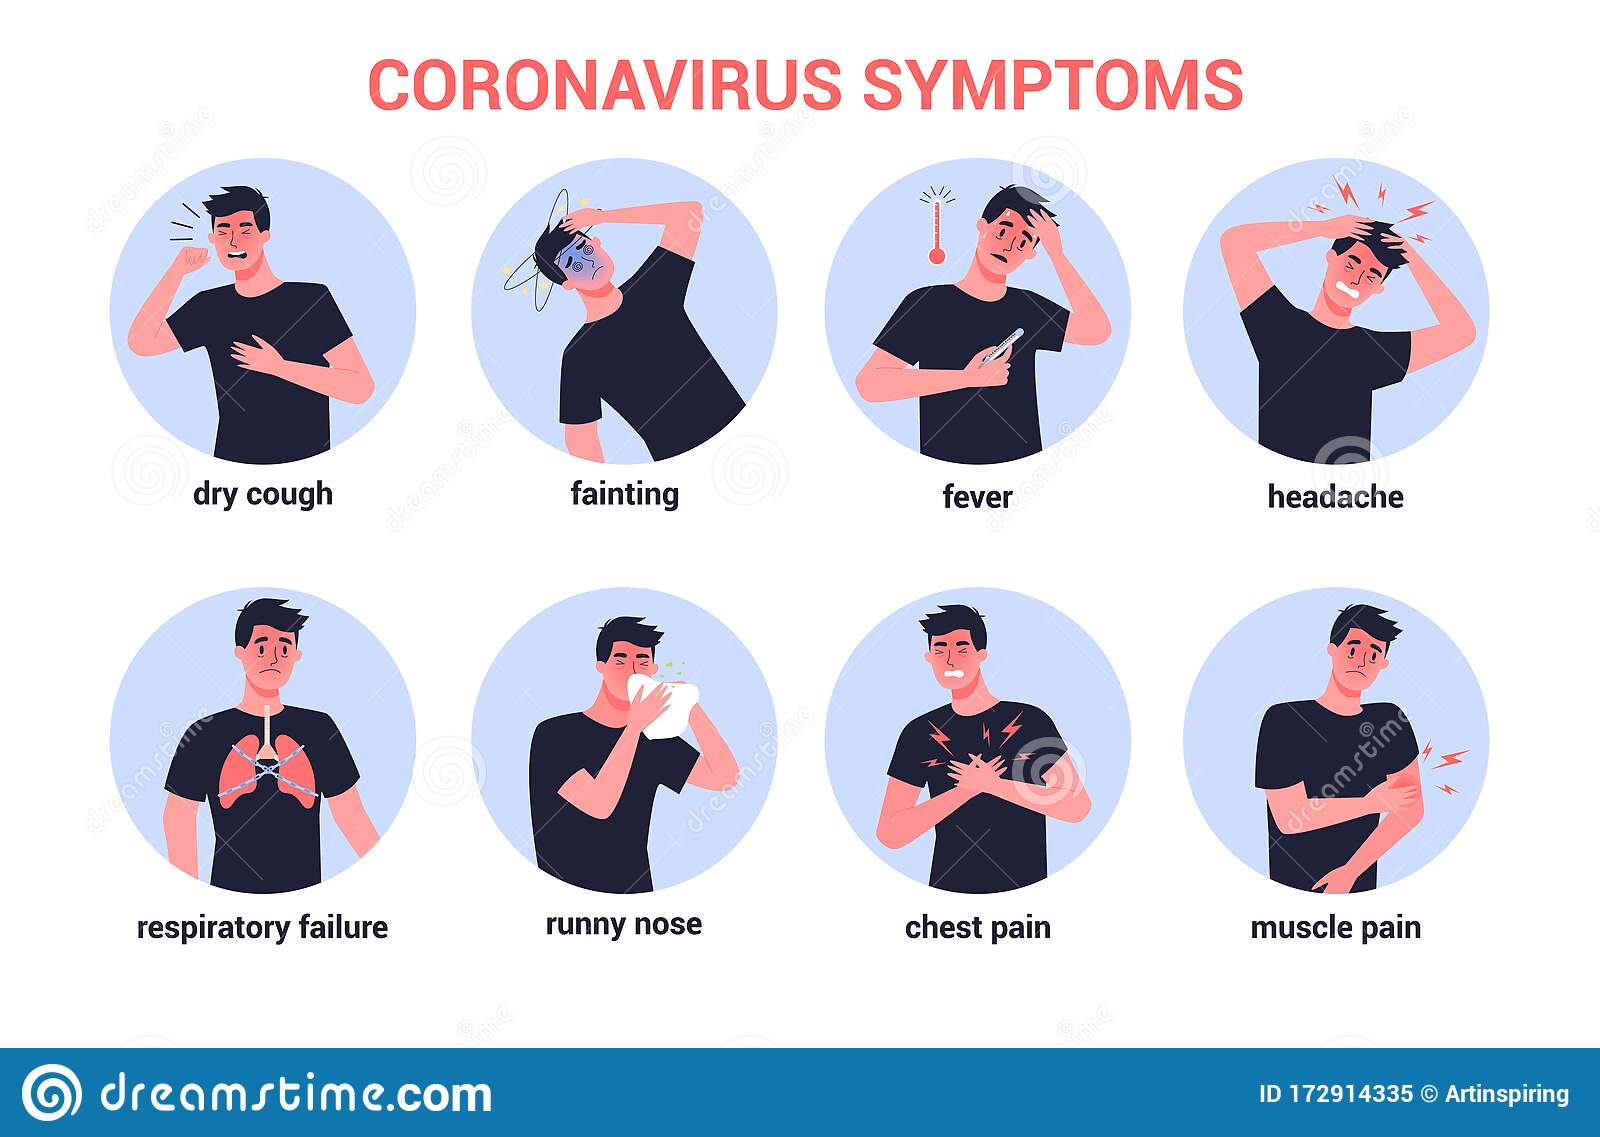 CORONAVIRUS SYMPTOMS
dry cough
fainting
fever
headache
respiratory failure
runny nose
chest pain
muscle pain
dreamstime.com
ID 172914335 © Artinspiring